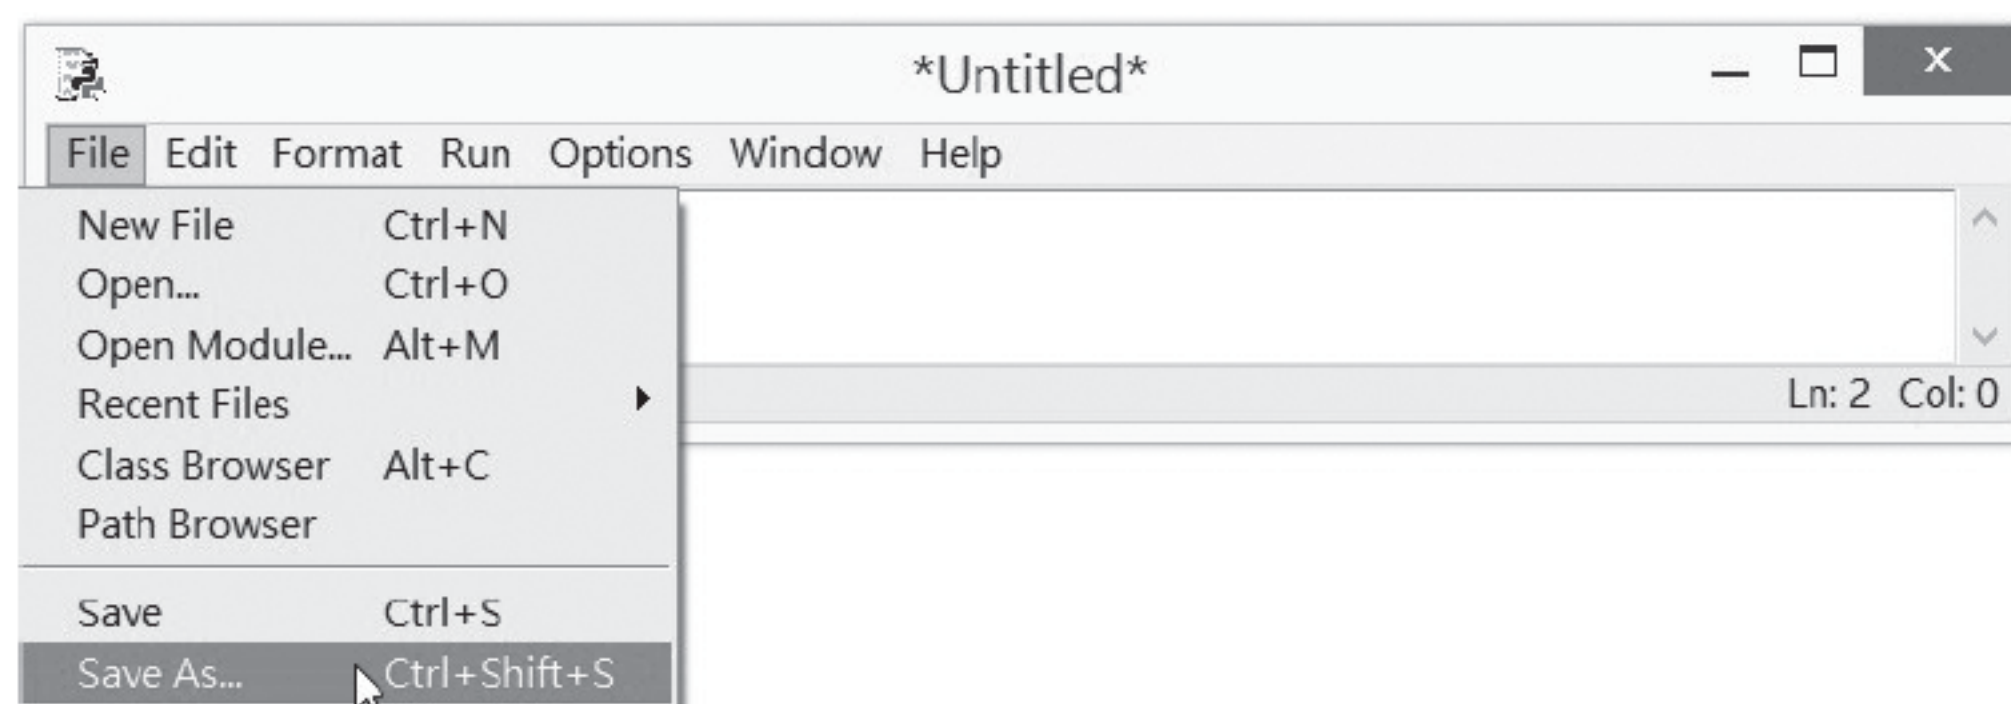 *Untitled*
File Edit Format Run Options Window Help
New File Ctrl+N
Open... Ctrl+O
Open Module... Alt+M
Recent Files
Class Browser Alt+C
Path Browser
Save Ctrl+S
Save As... Ctrl+Shift+S
Ln: 2 Col: 0